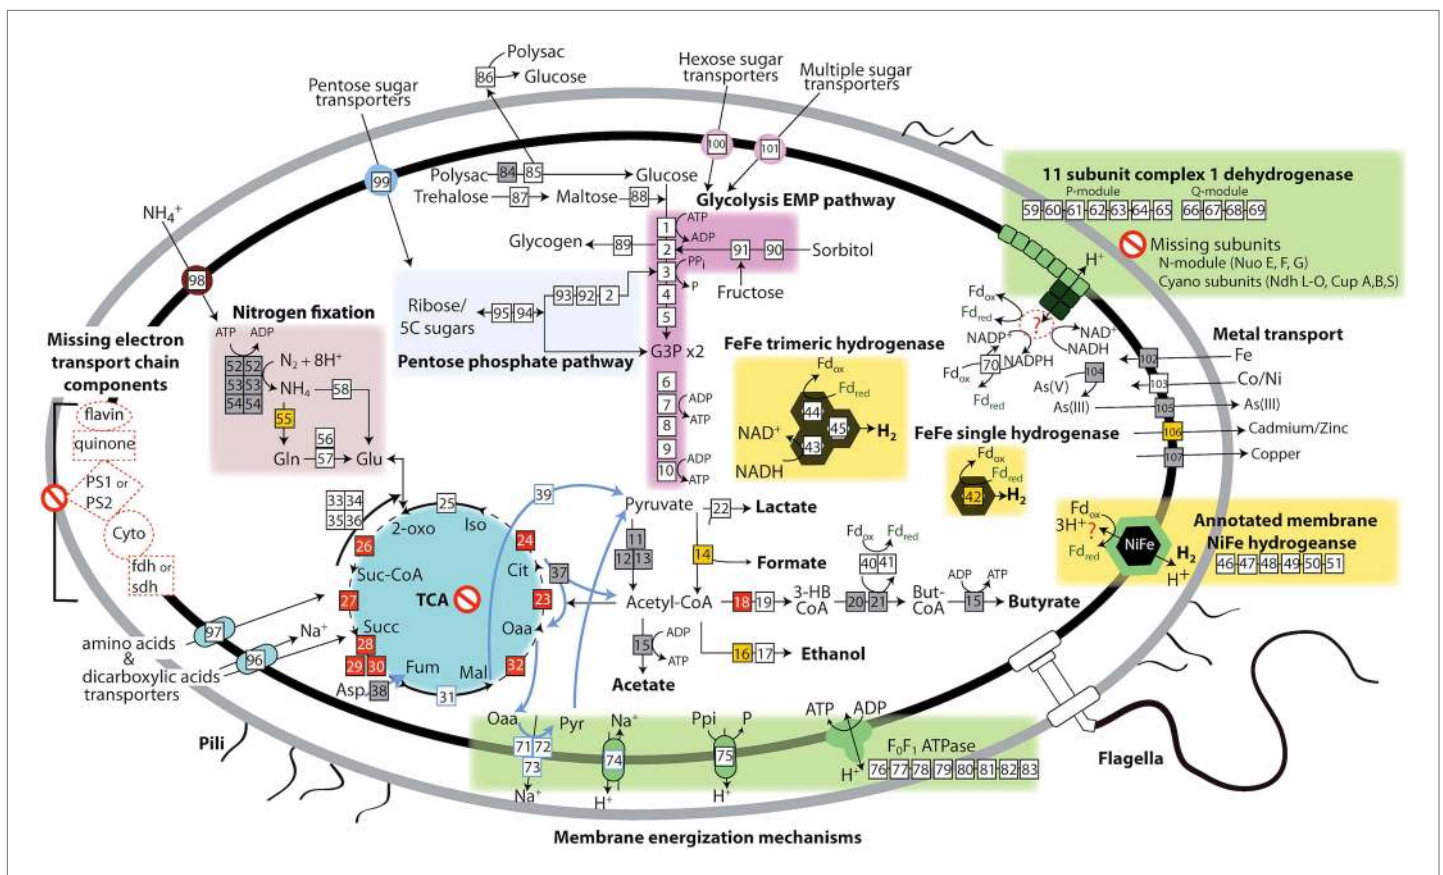 Polysac
86
Glucose
Pentose sugar
transporters
Hexose sugar
transporters
Multiple sugar
transporters
100
101
99
Polysac 84 85 Glucose
Trehalose 87 Maltose 88
Glycolysis EMP pathway
11 subunit complex 1 dehydrogenase
P-module Q-module
59 60 61 62 63 64 65 66 67 68 69
Missing subunits
N-module (Nuo E, F, G)
Cyano subunits (Ndh L-O, Cup A,B,S)
H+
NH4+
98
Glycogen 89
1 ATP
ADP
2 91 90 Sorbitol
3 PPi
P
Fructose
4
5
G3P x2
6
7 ADP
ATP
8
9
10 ADP
ATP
Ribose/
5C sugars
95 94 93 92 2
Pentose phosphate pathway
Nitrogen fixation
ATP ADP
52 52
53 53
54 54
N2 + 8H+
NH4 58
55
56
57
Gln Glu
Missing electron
transport chain
components
flavin
quinone
PS1 or
PS2
Cyto
fdh or
sdh
FeFe trimeric hydrogenase
Fdox
Fdred
44
45
43
NAD+
NADH
H2
Fdox
Fdred
?
NADP+
NADPH
NAD+
NADH
70
Fdox
Fdred
Metal transport
102 Fe
103 Co/Ni
104
As(V)
As(III)
105 As(III)
106 Cadmium/Zinc
107 Copper
FeFe single hydrogenase
Fdox
Fdred
42 H2
Annotated membrane
NiFe hydrogeanse
46 47 48 49 50 51
Fdox
3H+ ?
Fdred
NiFe
H2
H+
33 34
35 36
25
2-oxo
Iso
26
24
Suc-CoA
Cit
27
TCA
23
Succ
28
29 30
Oaa
32
Fum
Mal
Asp 38
31
37
39
Pyruvate
22 Lactate
11
12 13
14 Formate
Acetyl-CoA 18 19 3-HB
CoA
Fdox Fdred
40 41
20 21
But-
CoA
ADP ATP
15 Butyrate
15 ADP
ATP
Acetate
16 17 Ethanol
97
amino acids
&
dicarboxylic acids
transporters
96
Na+
Pili
Oaa Pyr
71 72
73
Na+
Na+
74
H+
Ppi P
75
H+
ATP ADP
H+
F0F1 ATPase
76 77 78 79 80 81 82 83
Flagella
Membrane energization mechanisms